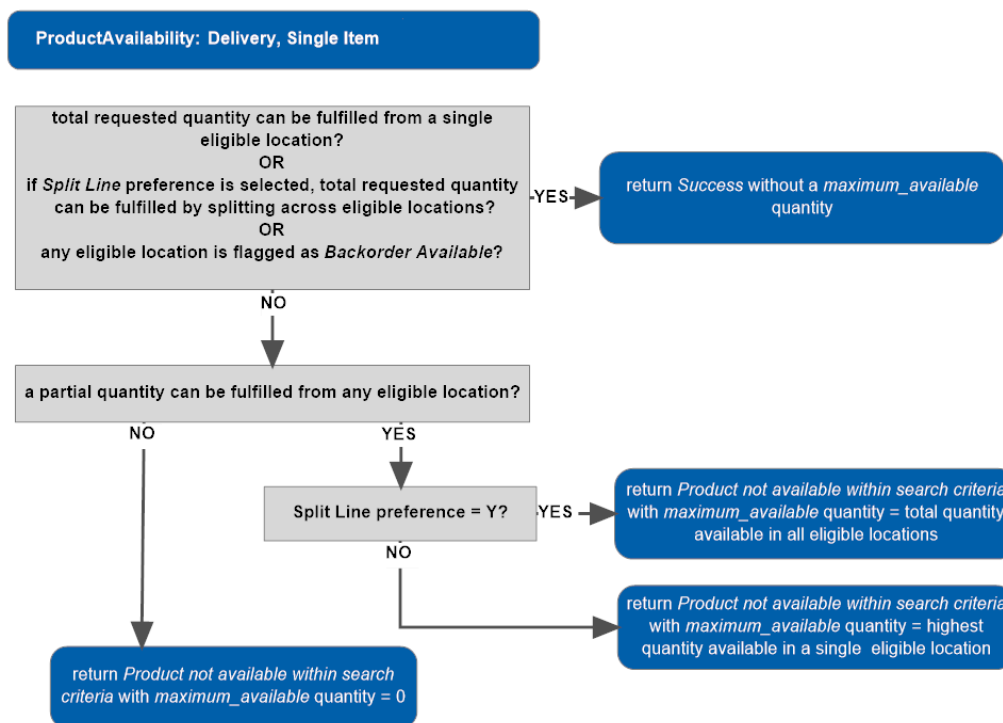 ProductAvailability: Delivery, Single Item
total requested quantity can be fulfilled from a single
eligible location?
OR
if Split Line preference is selected, total requested quantity
can be fulfilled by splitting across eligible locations?
OR
any eligible location is flagged as Backorder Available?
YES
return Success without a maximum_available
quantity
NO
a partial quantity can be fulfilled from any eligible location?
NO
YES
Split Line preference = Y?
YES
return Product not available within search criteria
with maximum_available quantity = total quantity
available in all eligible locations
NO
return Product not available within search criteria
with maximum_available quantity = highest
quantity available in a single eligible location
return Product not available within search
criteria with maximum_available quantity = 0